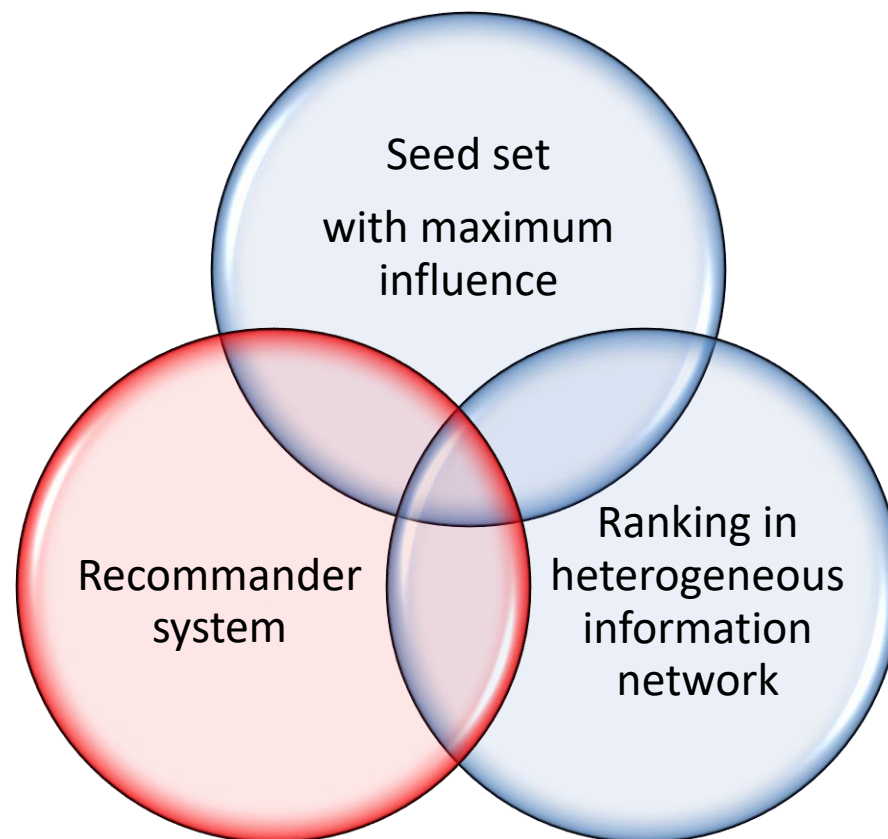 Seed set
with maximum
influence
Recommander
system
Ranking in
heterogeneous
information
network